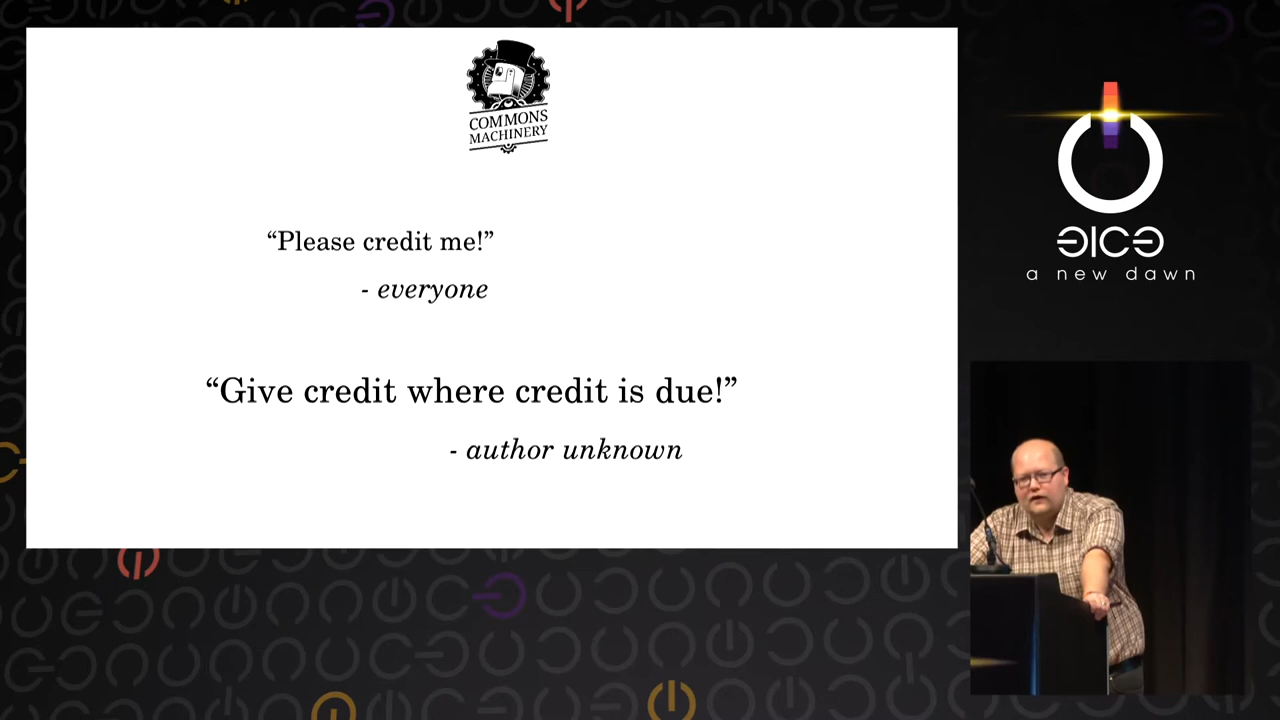 COMMONS
MACHINERY
“Please credit me!”
- everyone
“Give credit where credit is due!”
- author unknown
a new dawn